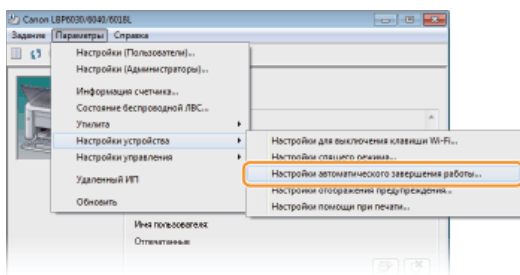 Canon LBP6030/6040/6018L
Задание Параметры Справка
Настройки (Пользователи)...
Настройки (Администраторы)...
Информация счетчика...
Состояние беспроводной ЛВС...
Утилита
Настройки устройства
Настройки управления
Удаленный ИП
Обновить
Настройки для выключения клавиши Wi-Fi...
Настройки спящего режима...
Настройки автоматического завершения работы...
Настройки отображения предупреждения...
Настройки помощи при печати...
Имя пользователя:
Отпечатанные